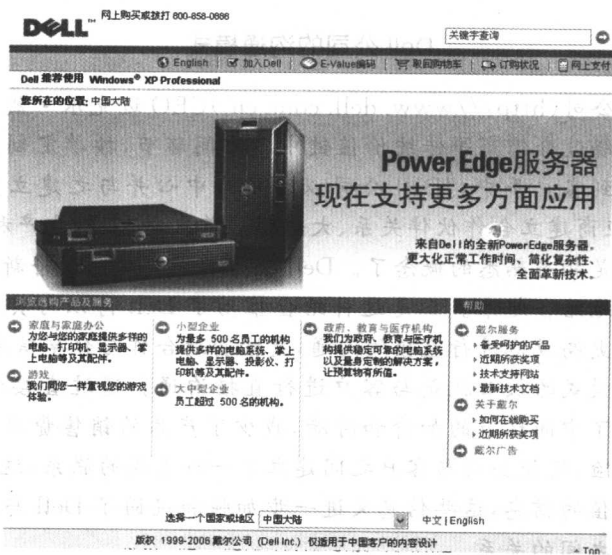 DELL™ 网上购买或拨打 800-858-0888
关键字查询
English | 加入Dell | E-Value编码 | 取回购物车 | 订购状况 | 网上支付
Dell 推荐使用 Windows® XP Professional
您所在的位置: 中国大陆
Power Edge服务器
现在支持更多方面应用
来自Dell的全新PowerEdge服务器.
更大化正常工作时间、简化复杂性、
全面革新技术.
浏览选购产品及服务
家庭与家庭办公
为您与您的家庭提供多样的
电脑、打印机、显示器、掌
上电脑等及其配件。
游戏
我们同您一样重视您的游戏
体验。
小型企业
为最多 500 名员工的机构
提供多样的电脑系统、掌上
电脑、显示器、投影仪、打
印机等及其配件。
大中型企业
员工超过 500 名的机构。
政府、教育与医疗机构
我们为政府、教育与医疗机
构提供稳定可靠的电脑系统
以及量身定制的解决方案,
让预算物有所值。
帮助
戴尔服务
备受呵护的产品
近期所获奖项
技术支持网站
最新技术文档
关于戴尔
如何在线购买
近期所获奖项
戴尔广告
选择一个国家或地区 中国大陆 中文 | English
版权 1999-2006 戴尔公司 (Dell Inc.) 仅适用于中国客户的内容设计
Top